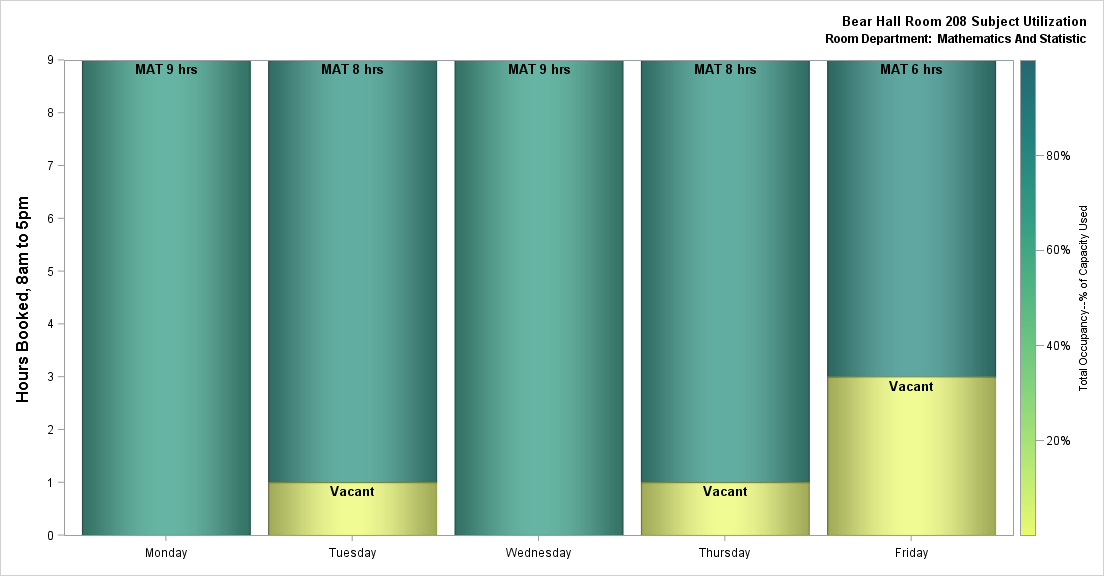 Bear Hall Room 208 Subject Utilization
Room Department: Mathematics And Statistic
Hours Booked, 8am to 5pm
9
8
7
6
5
4
3
2
1
0
MAT 9 hrs
MAT 8 hrs
MAT 9 hrs
MAT 8 hrs
MAT 6 hrs
Vacant
Vacant
Vacant
Monday
Tuesday
Wednesday
Thursday
Friday
80%
60%
40%
20%
Total Occupancy--% of Capacity Used